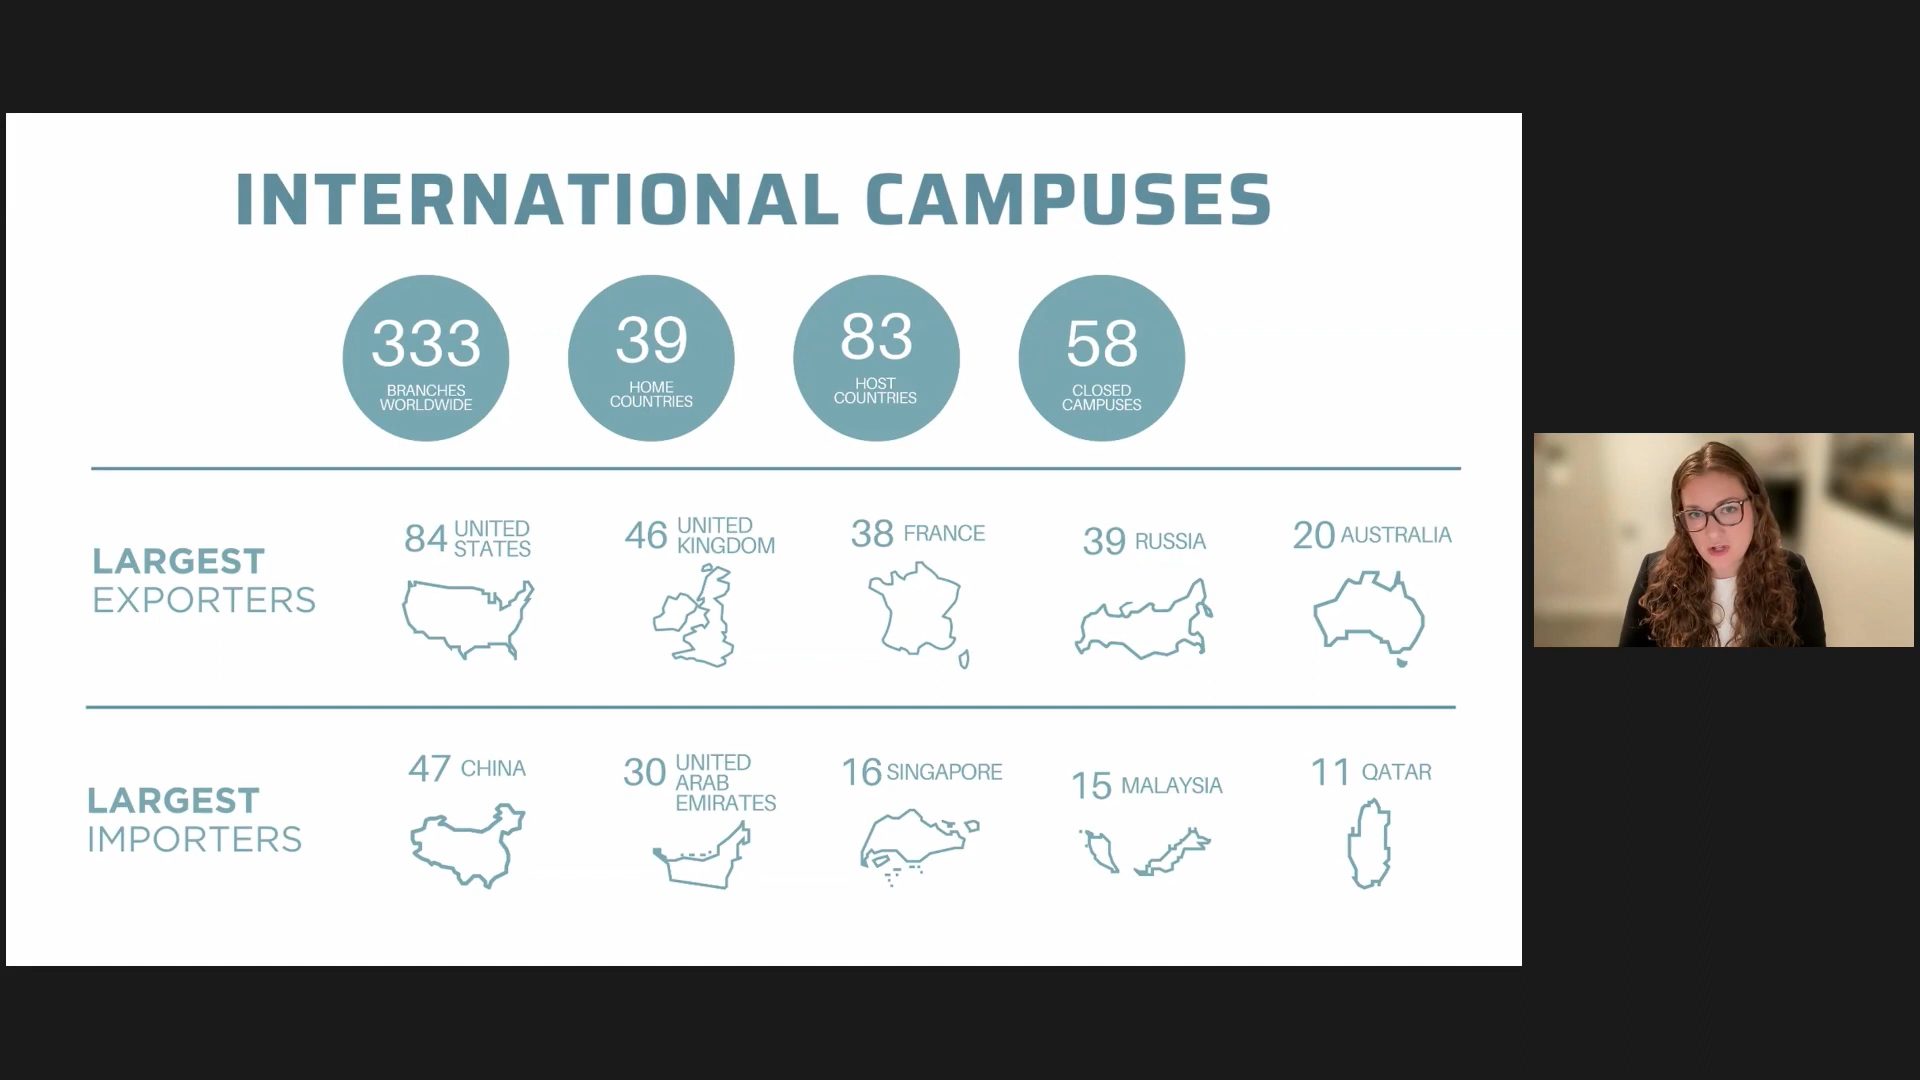 INTERNATIONAL CAMPUSES
333
BRANCHES
WORLDWIDE
39
HOME
COUNTRIES
83
HOST
COUNTRIES
58
CLOSED
CAMPUSES
LARGEST
EXPORTERS
84 UNITED
STATES
46 UNITED
KINGDOM
38 FRANCE
39 RUSSIA
20 AUSTRALIA
LARGEST
IMPORTERS
47 CHINA
30 UNITED
ARAB
EMIRATES
16 SINGAPORE
15 MALAYSIA
11 QATAR